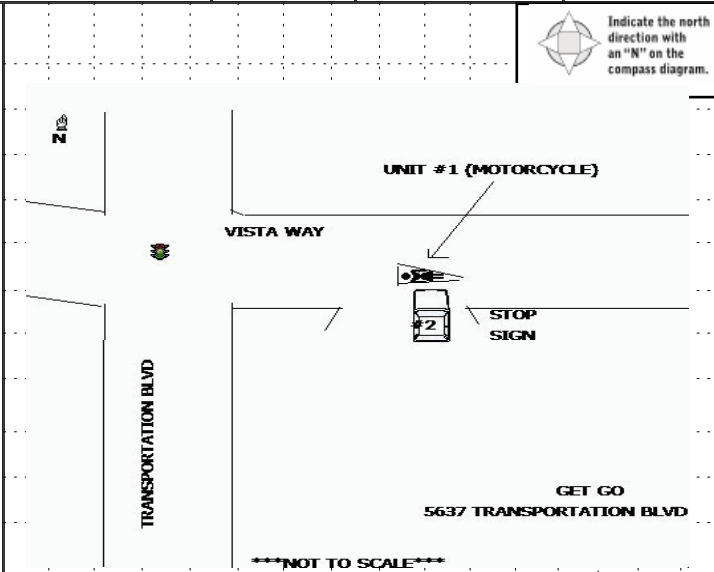 Indicate the north
direction with
an "N" on the
compass diagram.
N
UNIT #1 (MOTORCYCLE)
VISTA WAY
#2
STOP
SIGN
TRANSPORTATION BLVD
GET GO
5637 TRANSPORTATION BLVD
***NOT TO SCALE***